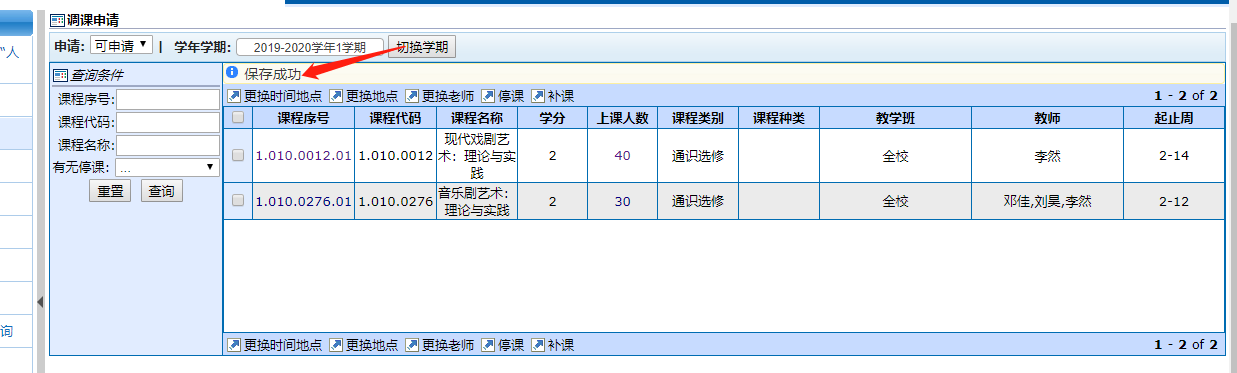 调课申请
"人
申请: 可申请 | 学年学期: 2019-2020学年1学期 切换学期
查询条件
保存成功
课程序号:
课程代码:
课程名称:
有无停课: ...
重置 查询
更换时间地点 更换地点 更换老师 停课 补课 1 - 2 of 2
课程序号 课程代码 课程名称 学分 上课人数 课程类别 课程种类 教学班 教师 起止周
1.010.0012.01 1.010.0012 现代戏剧艺术：理论与实践 2 40 通识选修 全校 李然 2-14
1.010.0276.01 1.010.0276 音乐剧艺术：理论与实践 2 30 通识选修 全校 邓佳,刘昊,李然 2-12
询
更换时间地点 更换地点 更换老师 停课 补课 1 - 2 of 2